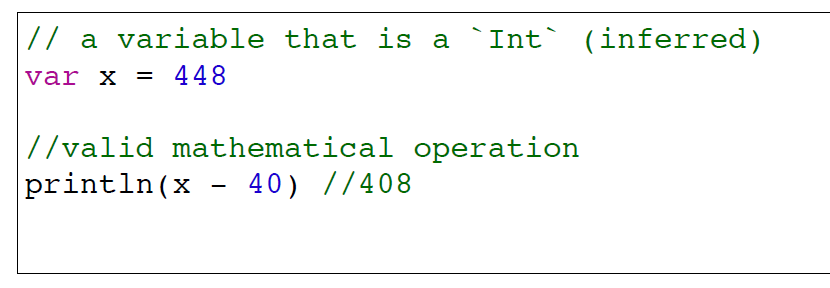 // a variable that is a `Int` (inferred)
var x = 448
//valid mathematical operation
println(x - 40) //408